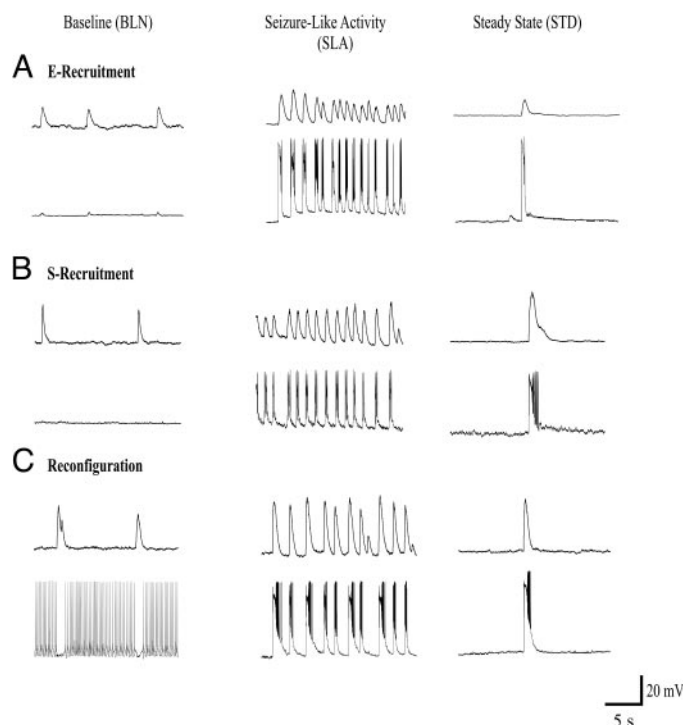 Baseline (BLN) Seizure-Like Activity (SLA) Steady State (STD)
A E-Recruitment
B S-Recruitment
C Reconfiguration
20 mV
5 s